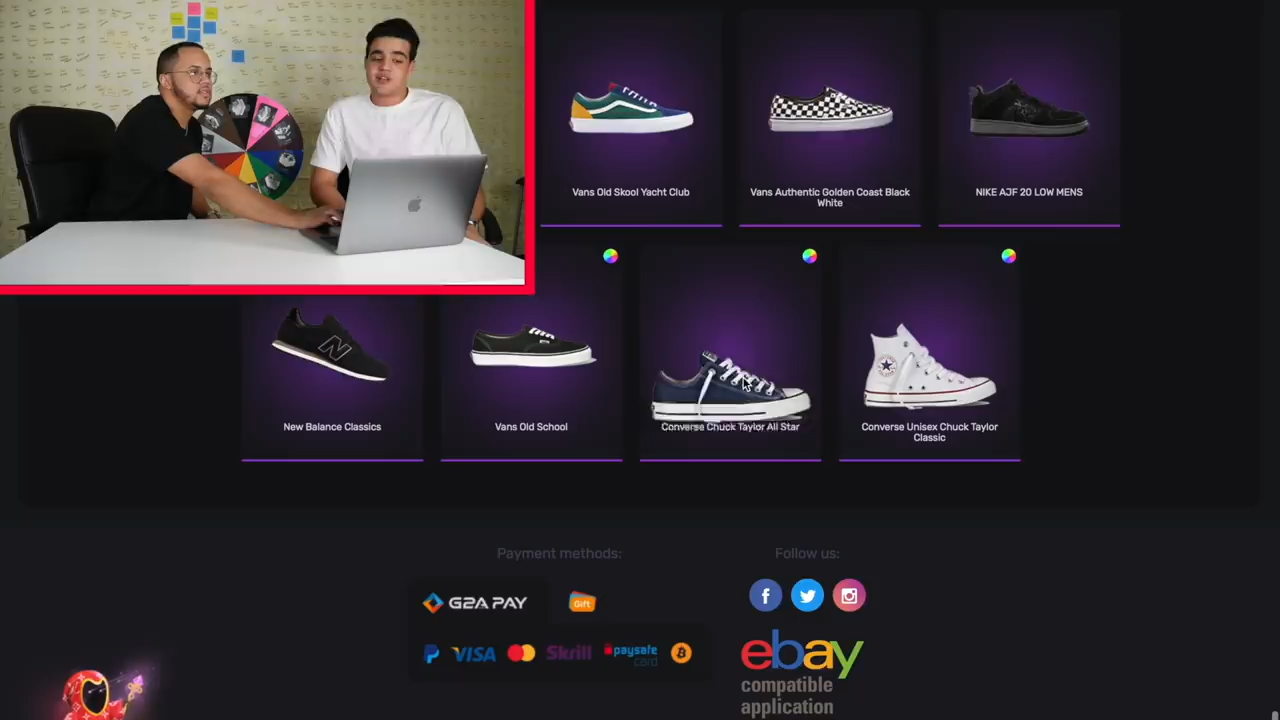 Vans Old Skool Yacht Club
Vans Authentic Golden Coast Black
White
NIKE AJF 20 LOW MENS
N
New Balance Classics
Vans Old School
Converse Chuck Taylor All Star
Converse Unisex Chuck Taylor
Classic
Payment methods:
Follow us:
G2A PAY
Gift
VISA
Skrill
paysafe
card
ebay
compatible
application